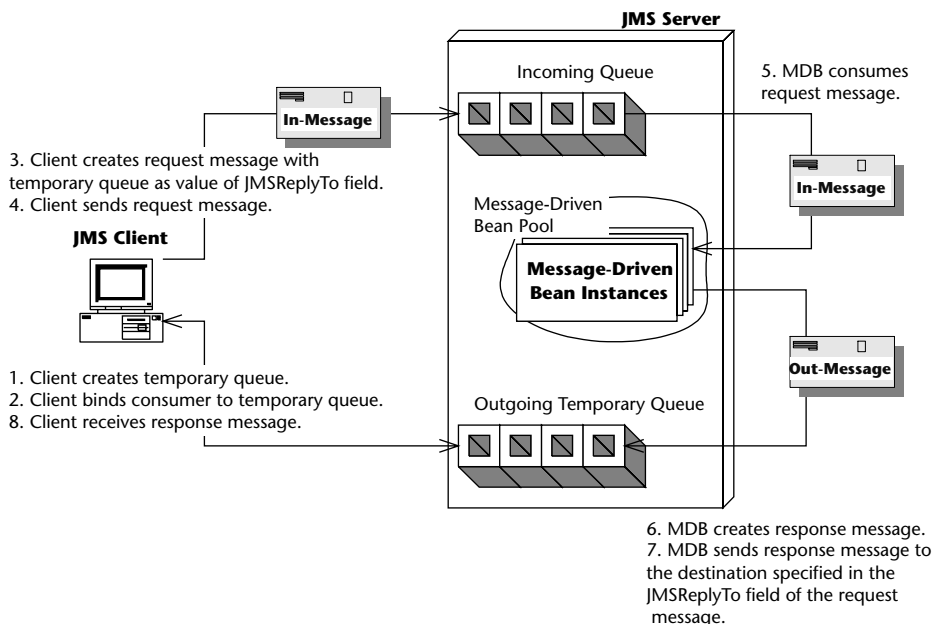 JMS Server
Incoming Queue
5. MDB consumes
request message.
In-Message
3. Client creates request message with
temporary queue as value of JMSReplyTo field.
4. Client sends request message.
In-Message
JMS Client
Message-Driven
Bean Pool
Message-Driven
Bean Instances
1. Client creates temporary queue.
2. Client binds consumer to temporary queue.
8. Client receives response message.
Out-Message
Outgoing Temporary Queue
6. MDB creates response message.
7. MDB sends response message to
the destination specified in the
JMSReplyTo field of the request
message.